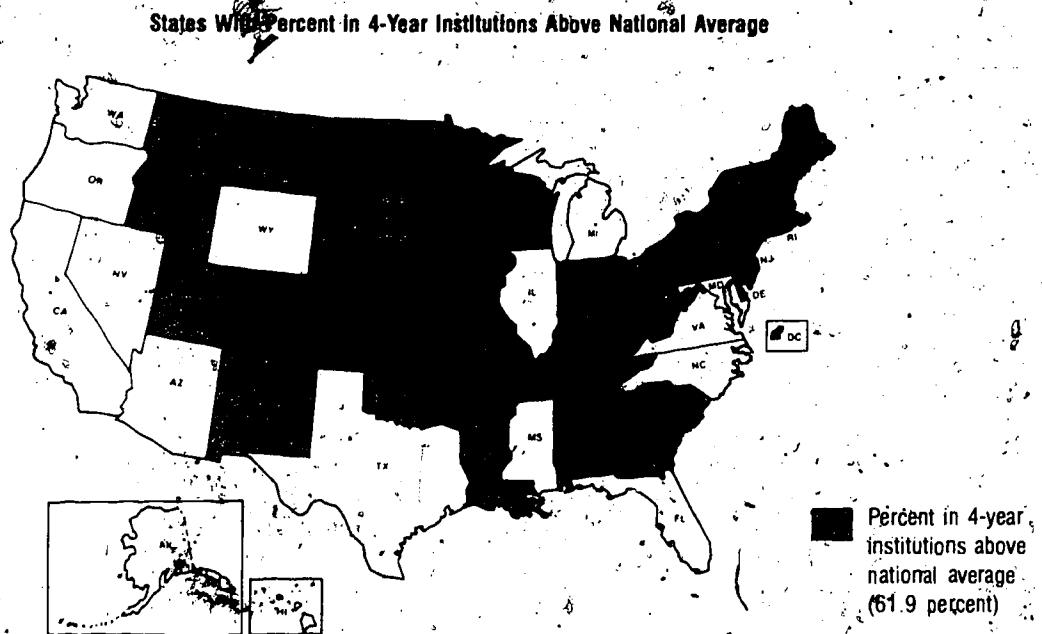 States With Percent in 4-Year Institutions Above National Average
WA
OR
WY
MI
RI
NJ
NV
IL
MD
DE
CA
VA
DC
NC
AZ
MS
TX
FL
AK
HI
Percent in 4-year
institutions above
national average
(61.9 percent)